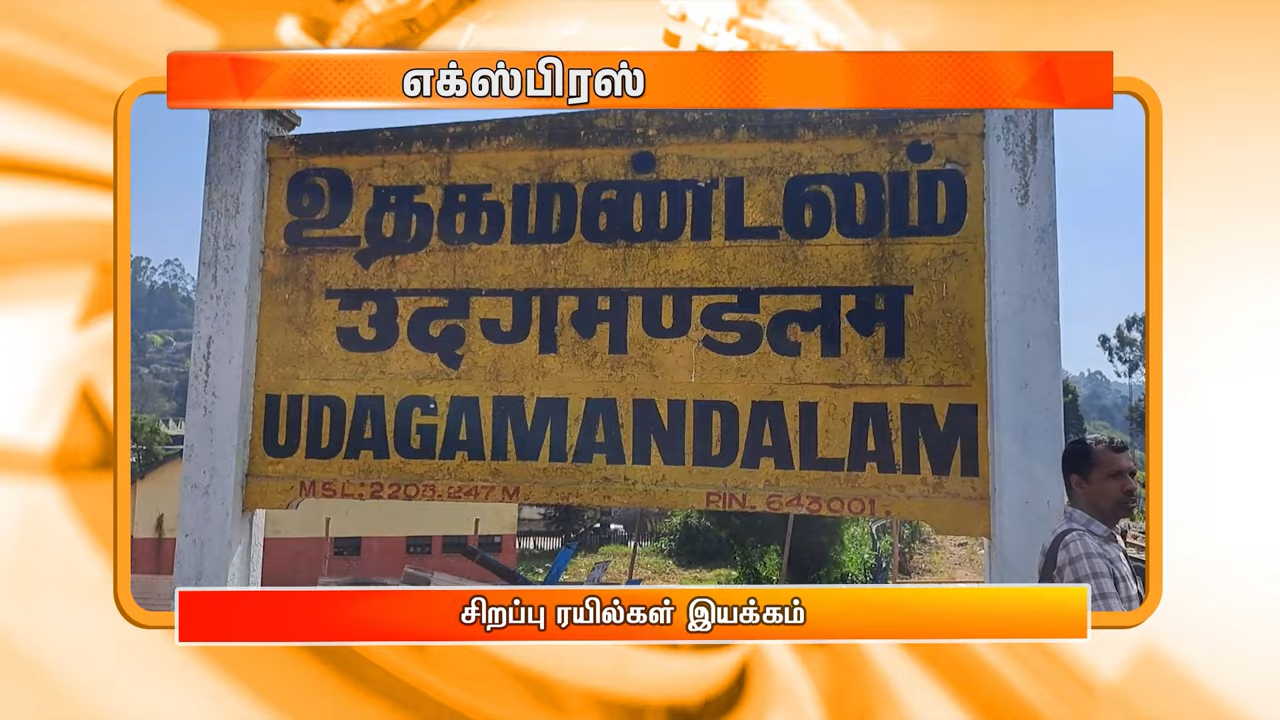 எக்ஸ்பிரஸ்
உதகமண்டலம்
उदगमण्डलम
UDAGAMANDALAM
MSL:2203.247 M
PIN. 643001.
சிறப்பு ரயில்கள் இயக்கம்